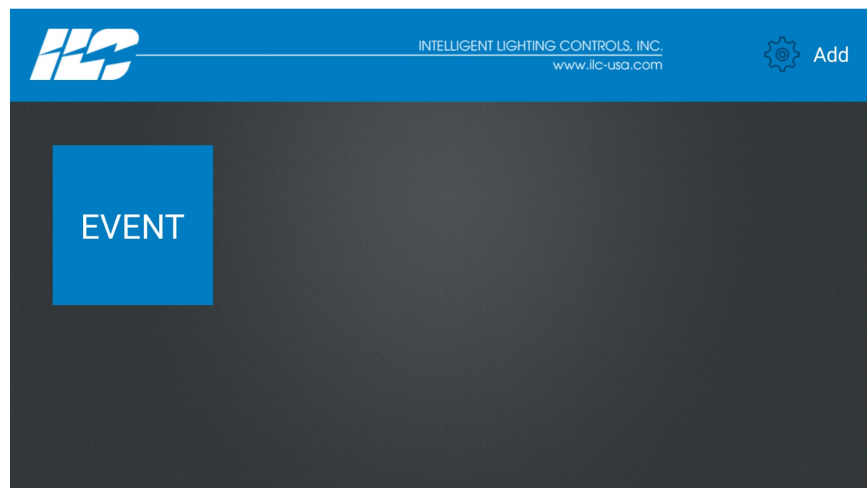 ILC
INTELLIGENT LIGHTING CONTROLS, INC.
www.ilc-usa.com
Add
EVENT